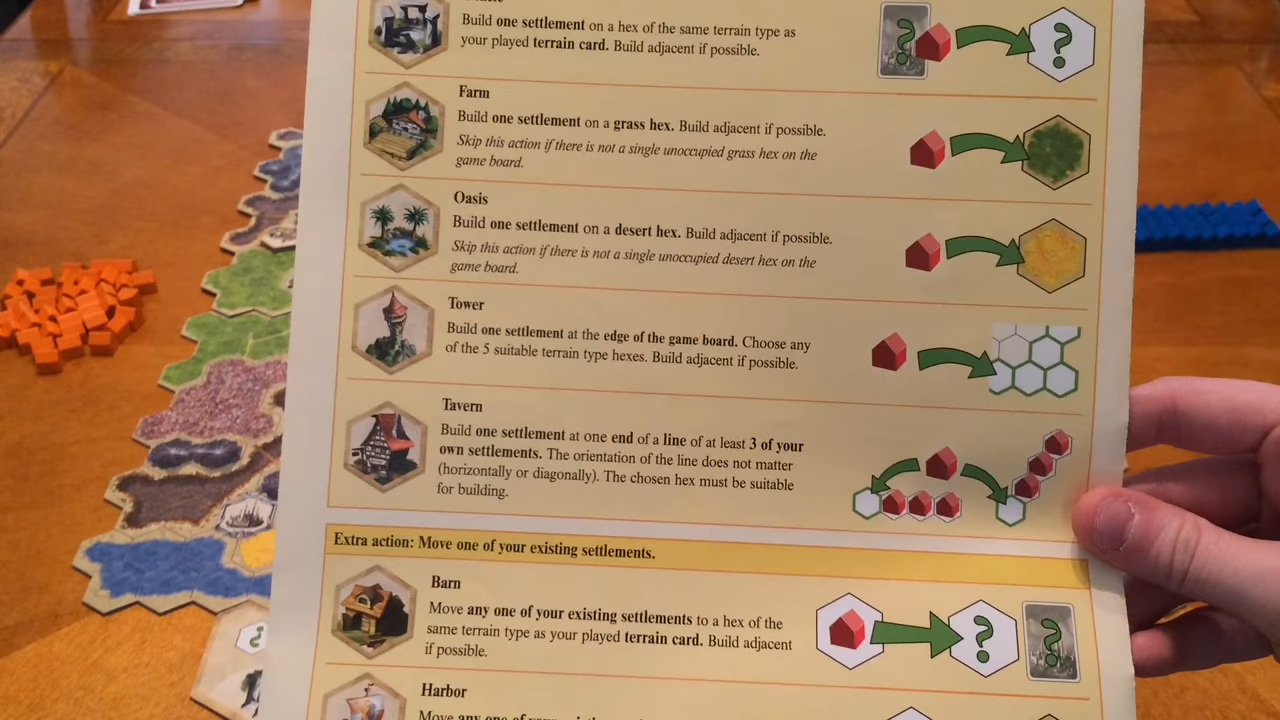 Build one settlement on a hex of the same terrain type as
your played terrain card. Build adjacent if possible.
?
?
Farm
Build one settlement on a grass hex. Build adjacent if possible.
Skip this action if there is not a single unoccupied grass hex on the
game board.
Oasis
Build one settlement on a desert hex. Build adjacent if possible.
Skip this action if there is not a single unoccupied desert hex on the
game board.
Tower
Build one settlement at the edge of the game board. Choose any
of the 5 suitable terrain type hexes. Build adjacent if possible.
Tavern
Build one settlement at one end of a line of at least 3 of your
own settlements. The orientation of the line does not matter
(horizontally or diagonally). The chosen hex must be suitable
for building.
Extra action: Move one of your existing settlements.
Barn
Move any one of your existing settlements to a hex of the
same terrain type as your played terrain card. Build adjacent
if possible.
?
?
?
Harbor
Move any one of your